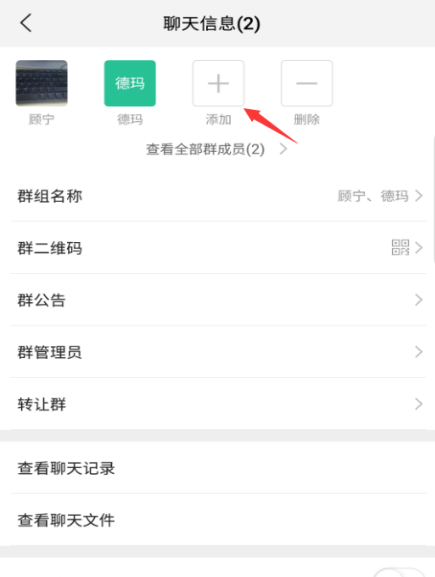 聊天信息(2)
德玛
顾宁 德玛 添加 删除
查看全部群成员(2)
群组名称 顾宁、德玛
群二维码
群公告
群管理员
转让群
查看聊天记录
查看聊天文件